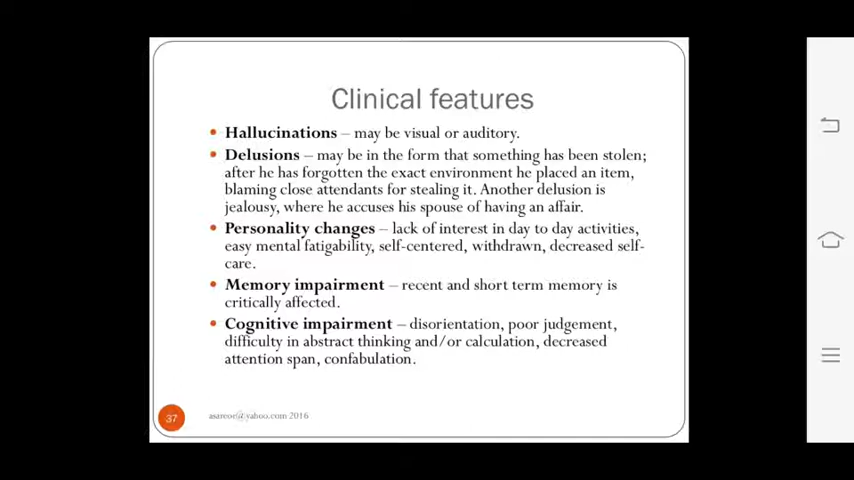 Clinical features
• Hallucinations – may be visual or auditory.
• Delusions – may be in the form that something has been stolen;
after he has forgotten the exact environment he placed an item,
blaming close attendants for stealing it. Another delusion is
jealousy, where he accuses his spouse of having an affair.
• Personality changes – lack of interest in day to day activities,
easy mental fatigability, self-centered, withdrawn, decreased self-
care.
• Memory impairment – recent and short term memory is
critically affected.
• Cognitive impairment – disorientation, poor judgement,
difficulty in abstract thinking and/or calculation, decreased
attention span, confabulation.
37
asareor@yahoo.com 2016